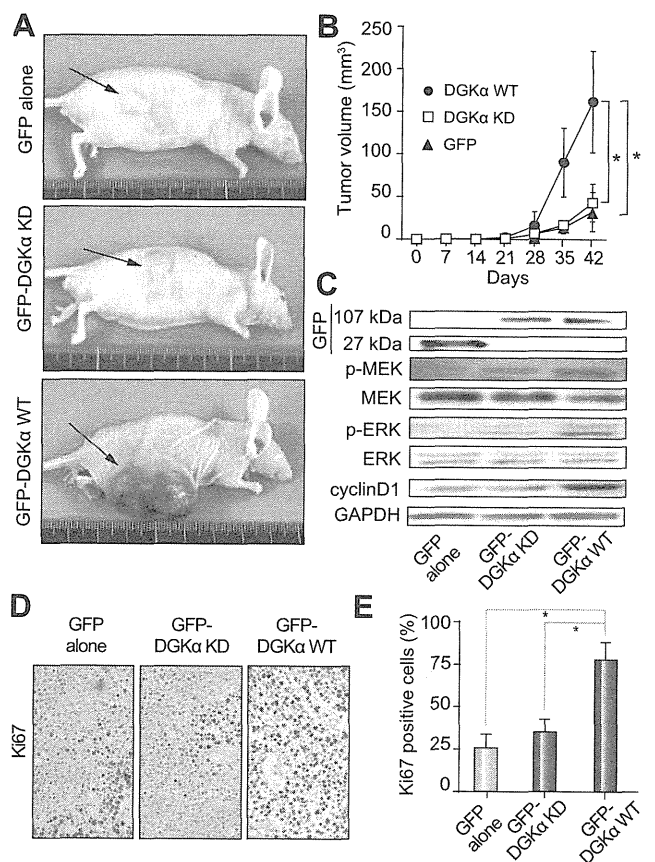 A
GFP alone
GFP-DGKα KD
GFP-DGKα WT
B
Tumor volume (mm³)
250
200
150
100
50
0
DGKα WT
DGKα KD
GFP
*
*
0 7 14 21 28 35 42
Days
C
GFP
107 kDa
27 kDa
p-MEK
MEK
p-ERK
ERK
cyclinD1
GAPDH
GFP
alone
GFP-
DGKα KD
GFP-
DGKα WT
D
GFP
alone
GFP-
DGKα KD
GFP-
DGKα WT
Ki67
E
Ki67 positive cells (%)
100
75
50
25
0
*
*
GFP
alone
GFP-
DGKα KD
GFP-
DGKα WT